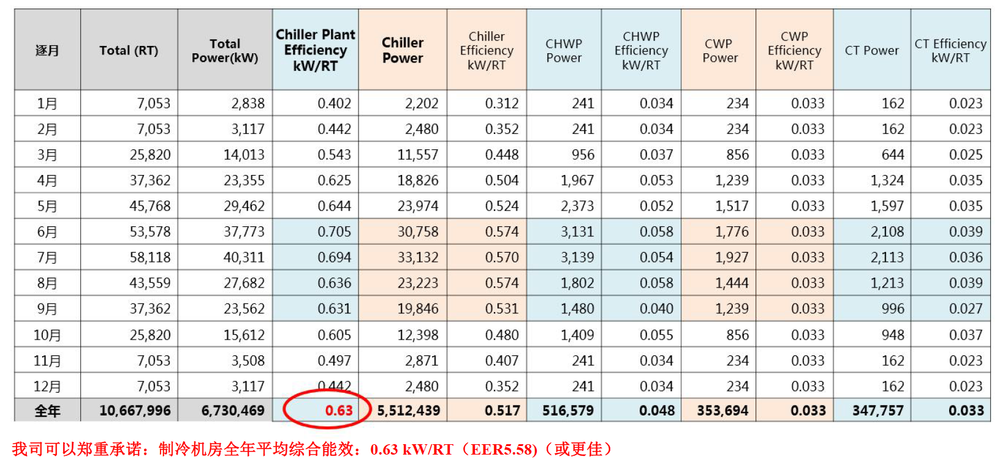 逐月 Total (RT) Total Power(kW) Chiller Plant Efficiency kW/RT Chiller Power Chiller Efficiency kW/RT CHWP Power CHWP Efficiency kW/RT CWP Power CWP Efficiency kW/RT CT Power CT Efficiency kW/RT
1月 7,053 2,838 0.402 2,202 0.312 241 0.034 234 0.033 162 0.023
2月 7,053 3,117 0.442 2,480 0.352 241 0.034 234 0.033 162 0.023
3月 25,820 14,013 0.543 11,557 0.448 956 0.037 856 0.033 644 0.025
4月 37,362 23,355 0.625 18,826 0.504 1,967 0.053 1,239 0.033 1,324 0.035
5月 45,768 29,462 0.644 23,974 0.524 2,373 0.052 1,517 0.033 1,597 0.035
6月 53,578 37,773 0.705 30,758 0.574 3,131 0.058 1,776 0.033 2,108 0.039
7月 58,118 40,311 0.694 33,132 0.570 3,139 0.054 1,927 0.033 2,113 0.036
8月 43,559 27,682 0.636 23,223 0.574 1,802 0.058 1,444 0.033 1,213 0.039
9月 37,362 23,562 0.631 19,846 0.531 1,480 0.040 1,239 0.033 996 0.027
10月 25,820 15,612 0.605 12,398 0.480 1,409 0.055 856 0.033 948 0.037
11月 7,053 3,508 0.497 2,871 0.407 241 0.034 234 0.033 162 0.023
12月 7,053 3,117 0.442 2,480 0.352 241 0.034 234 0.033 162 0.023
全年 10,667,996 6,730,469 0.63 5,512,439 0.517 516,579 0.048 353,694 0.033 347,757 0.033
我司可以郑重承诺：制冷机房全年平均综合能效：0.63 kW/RT（EER5.58)（或更佳）